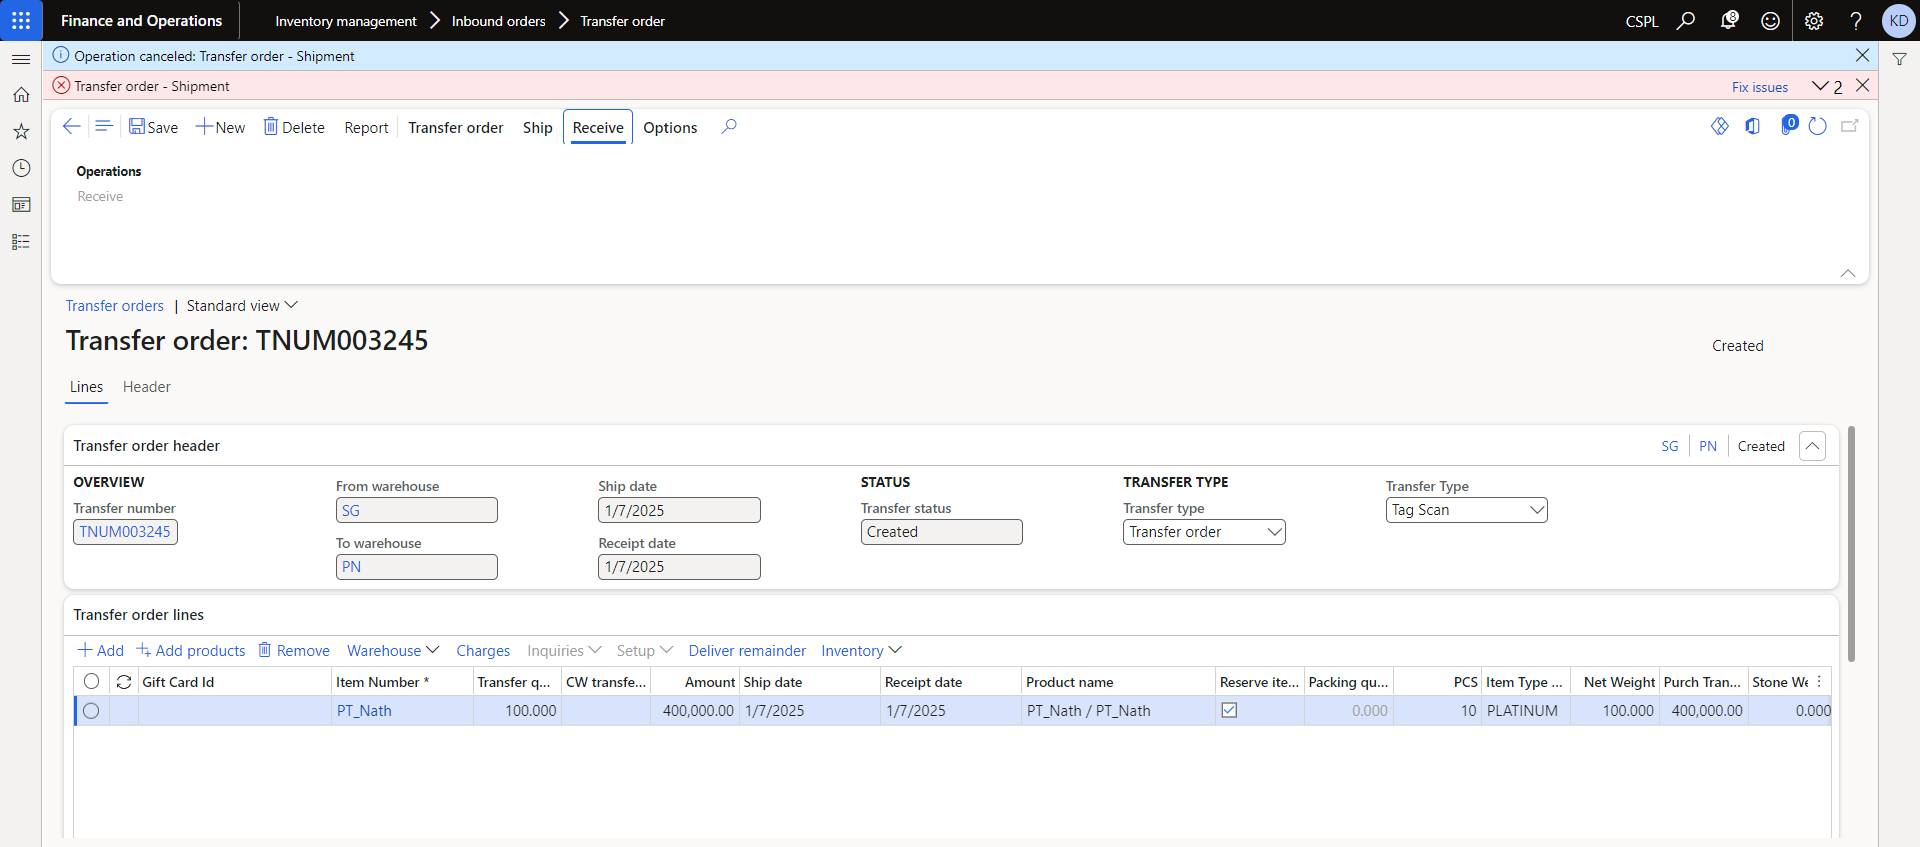 Finance and Operations
Inventory management > Inbound orders > Transfer order
CSPL
8
KD
Operation canceled: Transfer order - Shipment
Transfer order - Shipment
Fix issues
2
Save
New
Delete
Report
Transfer order
Ship
Receive
Options
0
Operations
Receive
Transfer orders | Standard view
Transfer order: TNUM003245
Created
Lines
Header
Transfer order header
SG | PN | Created
OVERVIEW
Transfer number
TNUM003245
From warehouse
SG
To warehouse
PN
Ship date
1/7/2025
Receipt date
1/7/2025
STATUS
Transfer status
Created
TRANSFER TYPE
Transfer type
Transfer order
Transfer Type
Tag Scan
Transfer order lines
Add
Add products
Remove
Warehouse
Charges
Inquiries
Setup
Deliver remainder
Inventory
Gift Card Id Item Number * Transfer q... CW transfe... Amount Ship date Receipt date Product name Reserve ite... Packing qu... PCS Item Type ... Net Weight Purch Tran... Stone We
PT_Nath 100.000 400,000.00 1/7/2025 1/7/2025 PT_Nath / PT_Nath 0.000 10 PLATINUM 100.000 400,000.00 0.000